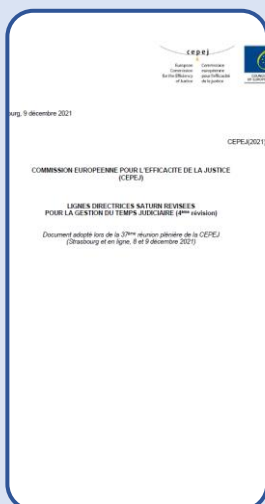 cepej
European Commission for the Efficiency of Justice
Commission européenne pour l'efficacité de la justice
urg, 9 décembre 2021
CEPEJ(2021)
COMMISSION EUROPEENNE POUR L'EFFICACITE DE LA JUSTICE
(CEPEJ)
LIGNES DIRECTRICES SATURN REVISEES
POUR LA GESTION DU TEMPS JUDICIAIRE (4ème révision)
Document adopté lors de la 37ème réunion plénière de la CEPEJ
(Strasbourg et en ligne, 8 et 9 décembre 2021)